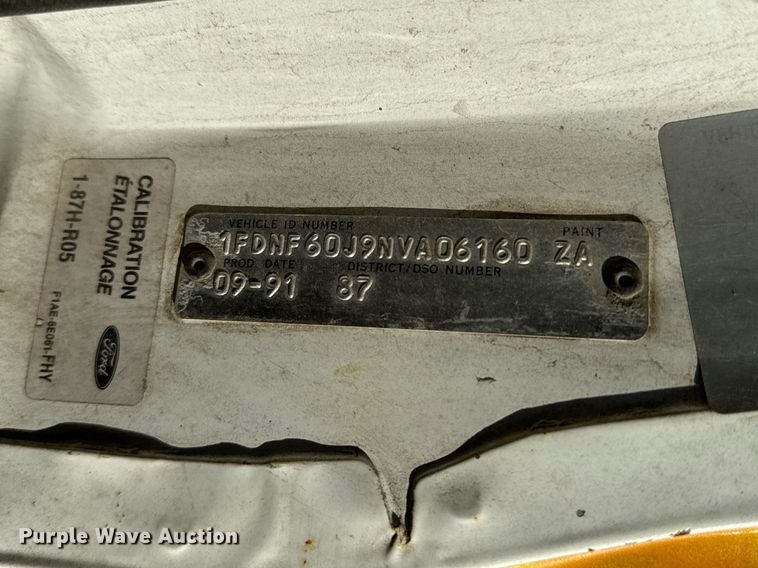 VEHICLE ID NUMBER PAINT
1FDNF60J9NVA06160 ZA
PROD. DATE DISTRICT/DSO NUMBER
09-91 87
CALIBRATION
ÉTALONNAGE
1-87H-R05
F1AE-6E061-FHY
Ford
Purple Wave Auction